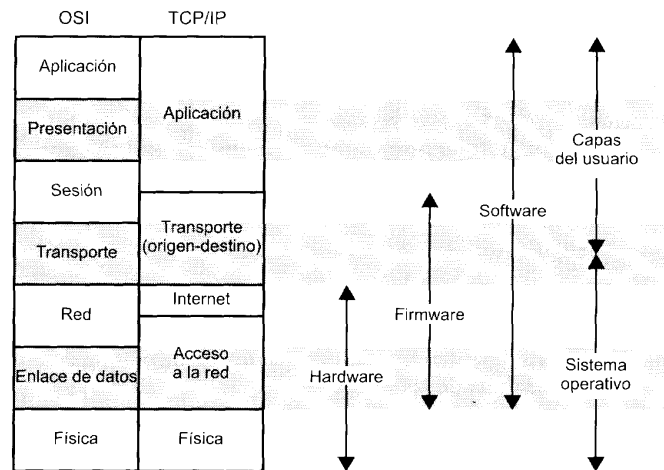 OSI
TCP/IP
Aplicación
Presentación
Sesión
Transporte
Red
Enlace de datos
Física
Aplicación
Transporte
(origen-destino)
Internet
Acceso
a la red
Física
Hardware
Firmware
Software
Capas
del usuario
Sistema
operativo